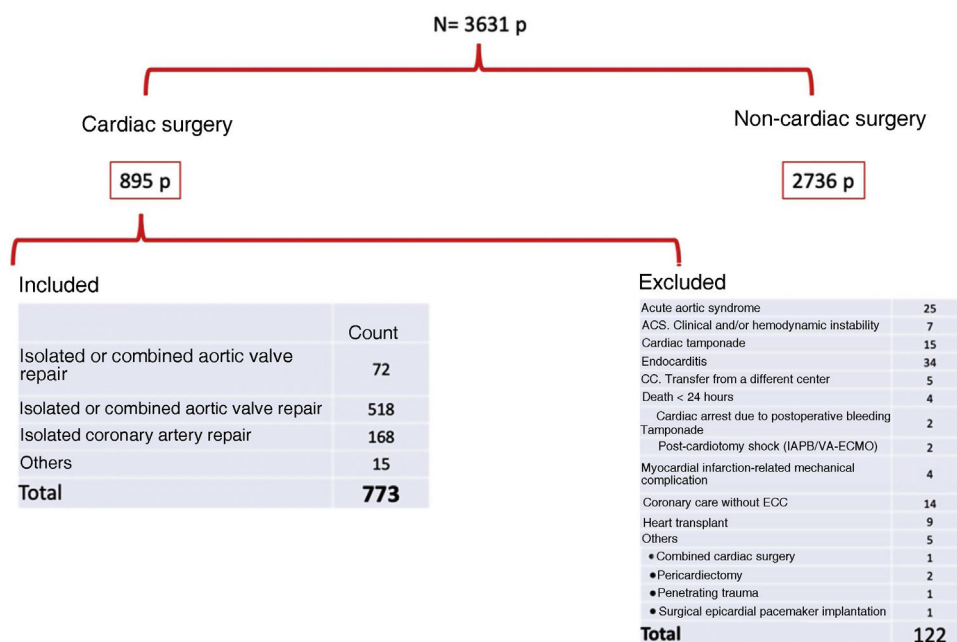 N= 3631 p
Cardiac surgery
Non-cardiac surgery
895 p
2736 p
Included
Count
Isolated or combined aortic valve
repair
72
Isolated or combined aortic valve repair 518
Isolated coronary artery repair 168
Others 15
Total 773
Excluded
Acute aortic syndrome 25
ACS. Clinical and/or hemodynamic instability 7
Cardiac tamponade 15
Endocarditis 34
CC. Transfer from a different center 5
Death < 24 hours 4
Cardiac arrest due to postoperative bleeding
Tamponade 2
Post-cardiotomy shock (IAPB/VA-ECMO) 2
Myocardial infarction-related mechanical
complication 4
Coronary care without ECC 14
Heart transplant 9
Others 5
• Combined cardiac surgery 1
• Pericardiectomy 2
• Penetrating trauma 1
• Surgical epicardial pacemaker implantation 1
Total 122